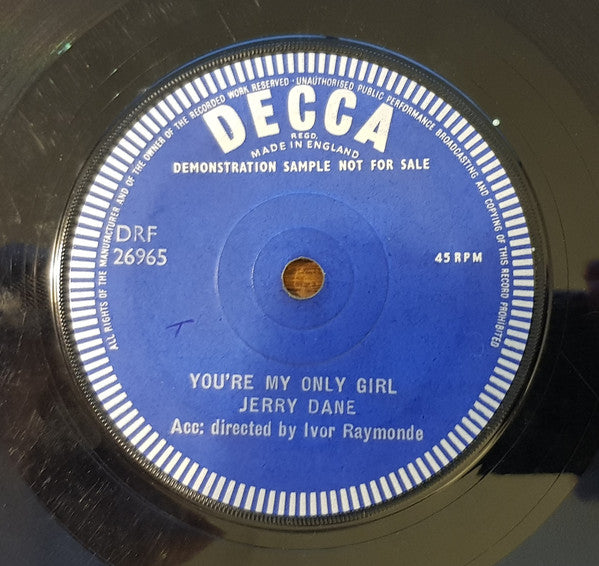 ALL RIGHTS OF THE MANUFACTURER AND OF THE OWNER OF THE RECORDED WORK RESERVED · UNAUTHORISED PUBLIC PERFORMANCE BROADCASTING AND COPYING OF THIS RECORD PROHIBITED
DECCA
REGD.
MADE IN ENGLAND
DEMONSTRATION SAMPLE NOT FOR SALE
DRF
26965
45 RPM
T
YOU'RE MY ONLY GIRL
JERRY DANE
Acc: directed by Ivor Raymonde